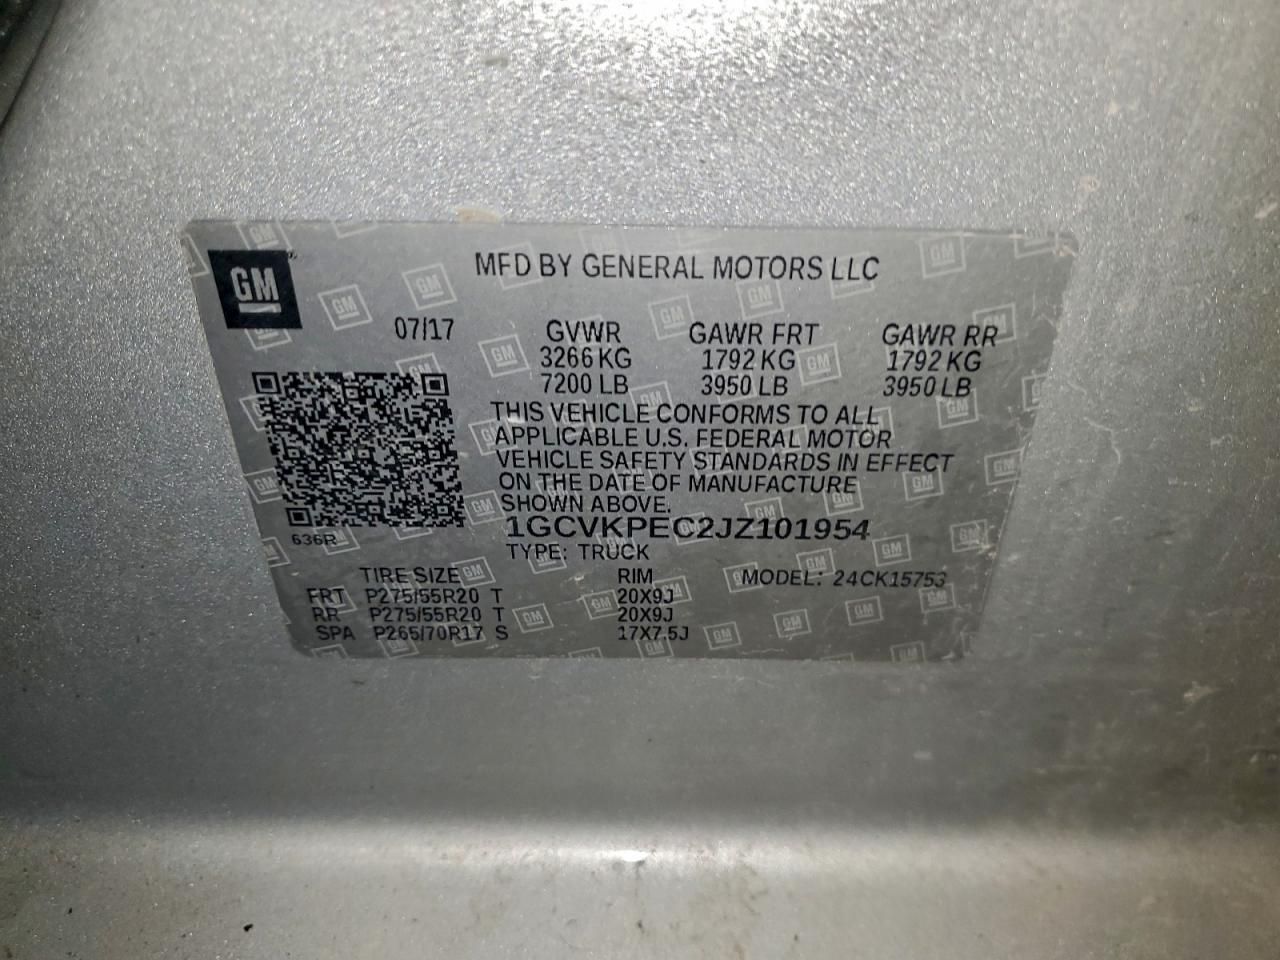 GM
MFD BY GENERAL MOTORS LLC
07/17 GVWR GAWR FRT GAWR RR
3266 KG 1792 KG 1792 KG
7200 LB 3950 LB 3950 LB
THIS VEHICLE CONFORMS TO ALL
APPLICABLE U.S. FEDERAL MOTOR
VEHICLE SAFETY STANDARDS IN EFFECT
ON THE DATE OF MANUFACTURE
SHOWN ABOVE.
636R
1GCVKPEC2JZ101954
TYPE: TRUCK
TIRE SIZE RIM MODEL: 24CK15753
FRT P275/55R20 T 20X9J
RR P275/55R20 T 20X9J
SPA P265/70R17 S 17X7.5J